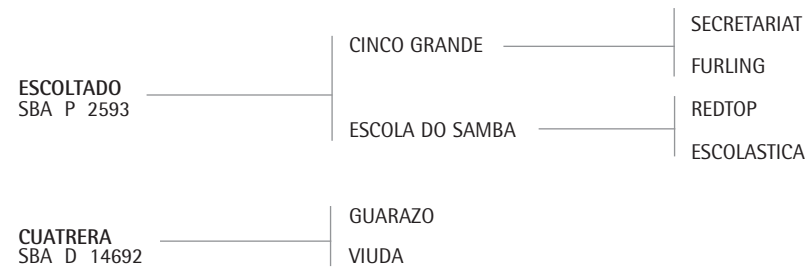 ESCOLTADO
SBA P 2593
CINCO GRANDE
SECRETARIAT
FURLING
ESCOLA DO SAMBA
REDTOP
ESCOLASTICA
CUATRERA
SBA D 14692
GUARAZO
VIUDA